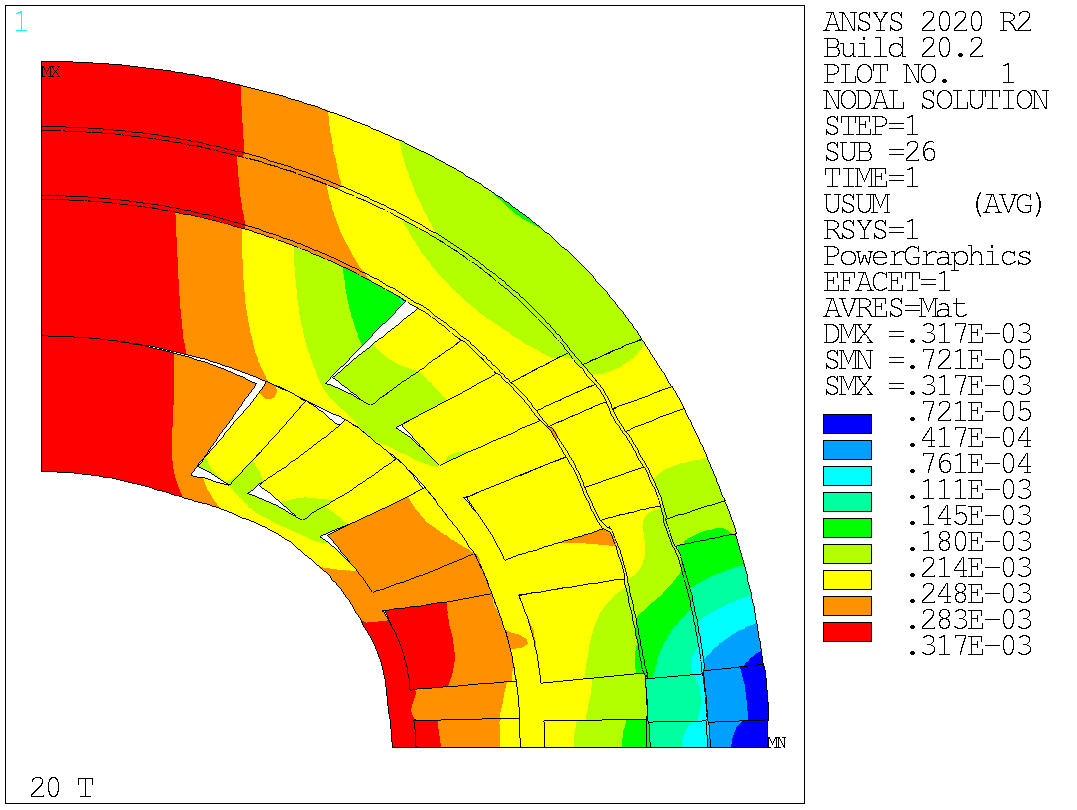 1
ANSYS 2020 R2
Build 20.2
PLOT NO. 1
NODAL SOLUTION
STEP=1
SUB =26
TIME=1
USUM (AVG)
RSYS=1
PowerGraphics
EFACET=1
AVRES=Mat
DMX =.317E-03
SMN =.721E-05
SMX =.317E-03
.721E-05
.417E-04
.761E-04
.111E-03
.145E-03
.180E-03
.214E-03
.248E-03
.283E-03
.317E-03
MX
MN
20 T